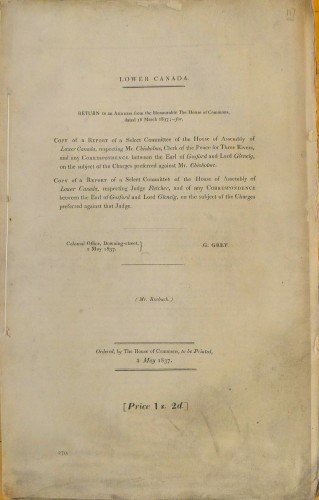 LOWER CANADA.
RETURN to an ADDRESS from the Honourable The House of Commons,
dated 16 March 1837;—for,
COPY of a REPORT of a Select Committee of the House of Assembly of
Lower Canada, respecting Mr. Chisholme, Clerk of the Peace for Three Rivers,
and any CORRESPONDENCE between the Earl of Gosford and Lord Glenelg,
on the subject of the Charges preferred against Mr. Chisholme.
COPY of a REPORT of a Select Committee of the House of Assembly of
Lower Canada, respecting Judge Fletcher, and of any CORRESPONDENCE
between the Earl of Gosford and Lord Glenelg, on the subject of the Charges
preferred against that Judge.
Colonial Office, Downing-street, } G. GREY.
2 May 1837.
(Mr. Roebuck.)
Ordered, by The House of Commons, to be Printed,
2 May 1837.
[Price 1 s. 2d.]